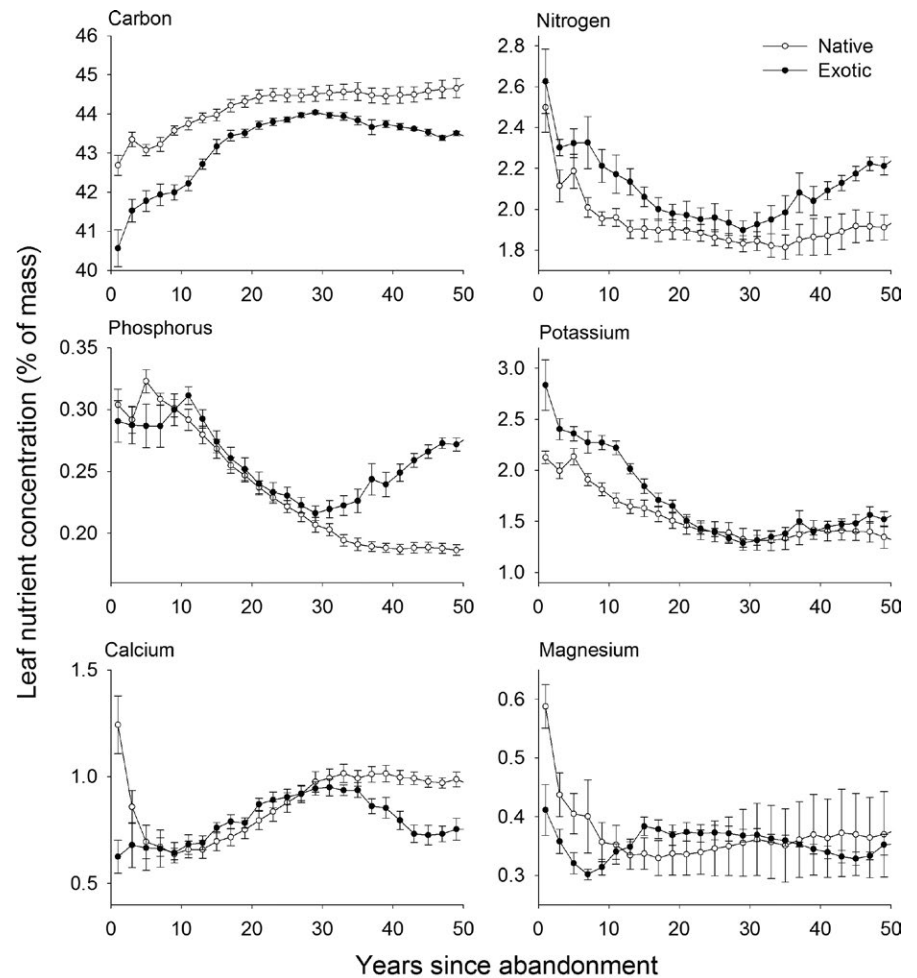 Carbon
46
45
44
43
42
41
40
0 10 20 30 40 50
Nitrogen
Native
Exotic
2.8
2.6
2.4
2.2
2.0
1.8
0 10 20 30 40 50
Phosphorus
0.35
0.30
0.25
0.20
0 10 20 30 40 50
Potassium
3.0
2.5
2.0
1.5
1.0
0 10 20 30 40 50
Calcium
1.5
1.0
0.5
0 10 20 30 40 50
Magnesium
0.6
0.5
0.4
0.3
0 10 20 30 40 50
Leaf nutrient concentration (% of mass)
Years since abandonment